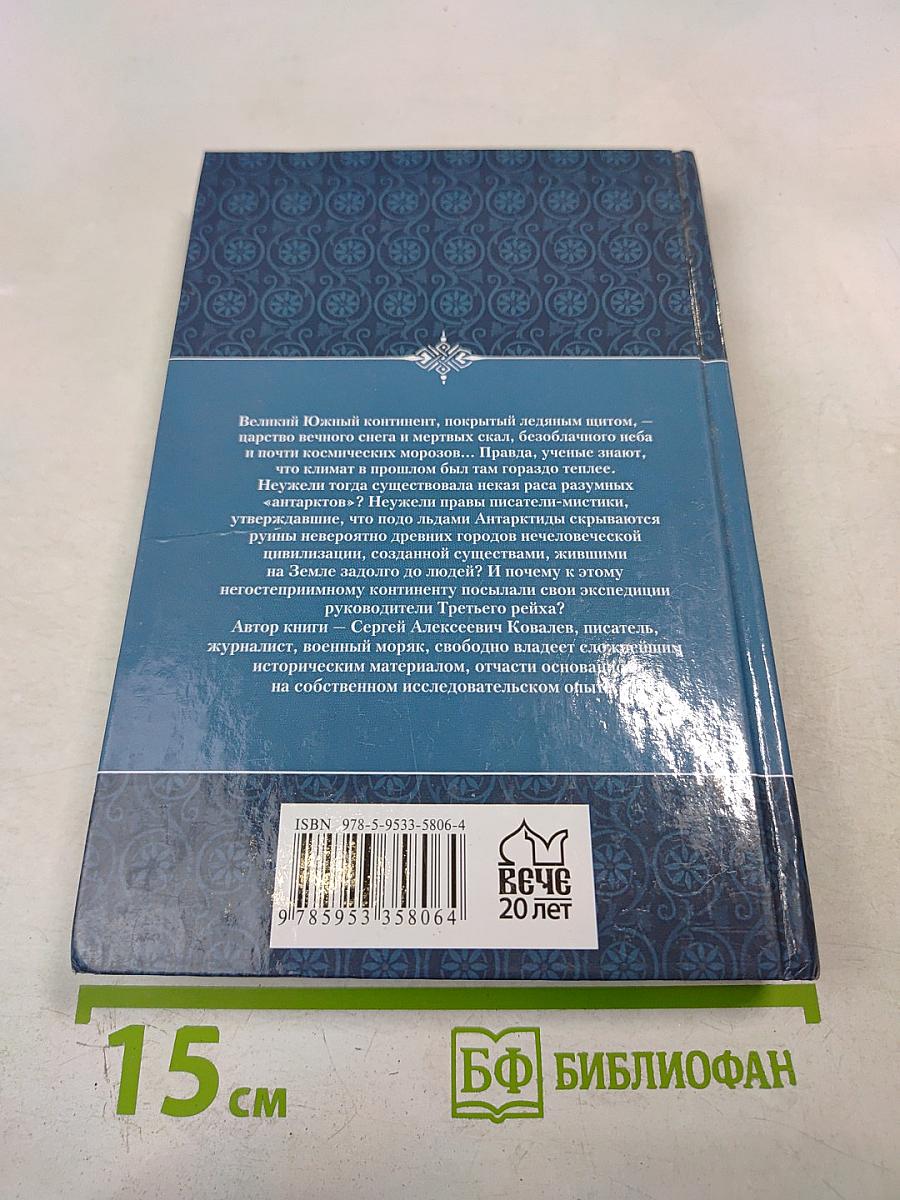 Великий Южный континент, покрытый ледяным щитом, —
царство вечного снега и мертвых скал, безоблачного неба
и почти космических морозов... Правда, ученые знают,
что климат в прошлом был там гораздо теплее.
Неужели тогда существовала некая раса разумных
«антарктов»? Неужели правы писатели-мистики,
утверждавшие, что подо льдами Антарктиды скрываются
руины невероятно древних городов нечеловеческой
цивилизации, созданной существами, жившими
на Земле задолго до людей? И почему к этому
негостеприимному континенту посылали свои экспедиции
руководители Третьего рейха?
Автор книги — Сергей Алексеевич Ковалев, писатель,
журналист, военный моряк, свободно владеет сложнейшим
историческим материалом, отчасти
на собственном исследовательском
ISBN 978-5-9533-5806-4
9 785953 358064
ВЕЧЕ
20 лет
15 см
БФ БИБЛИОФАН